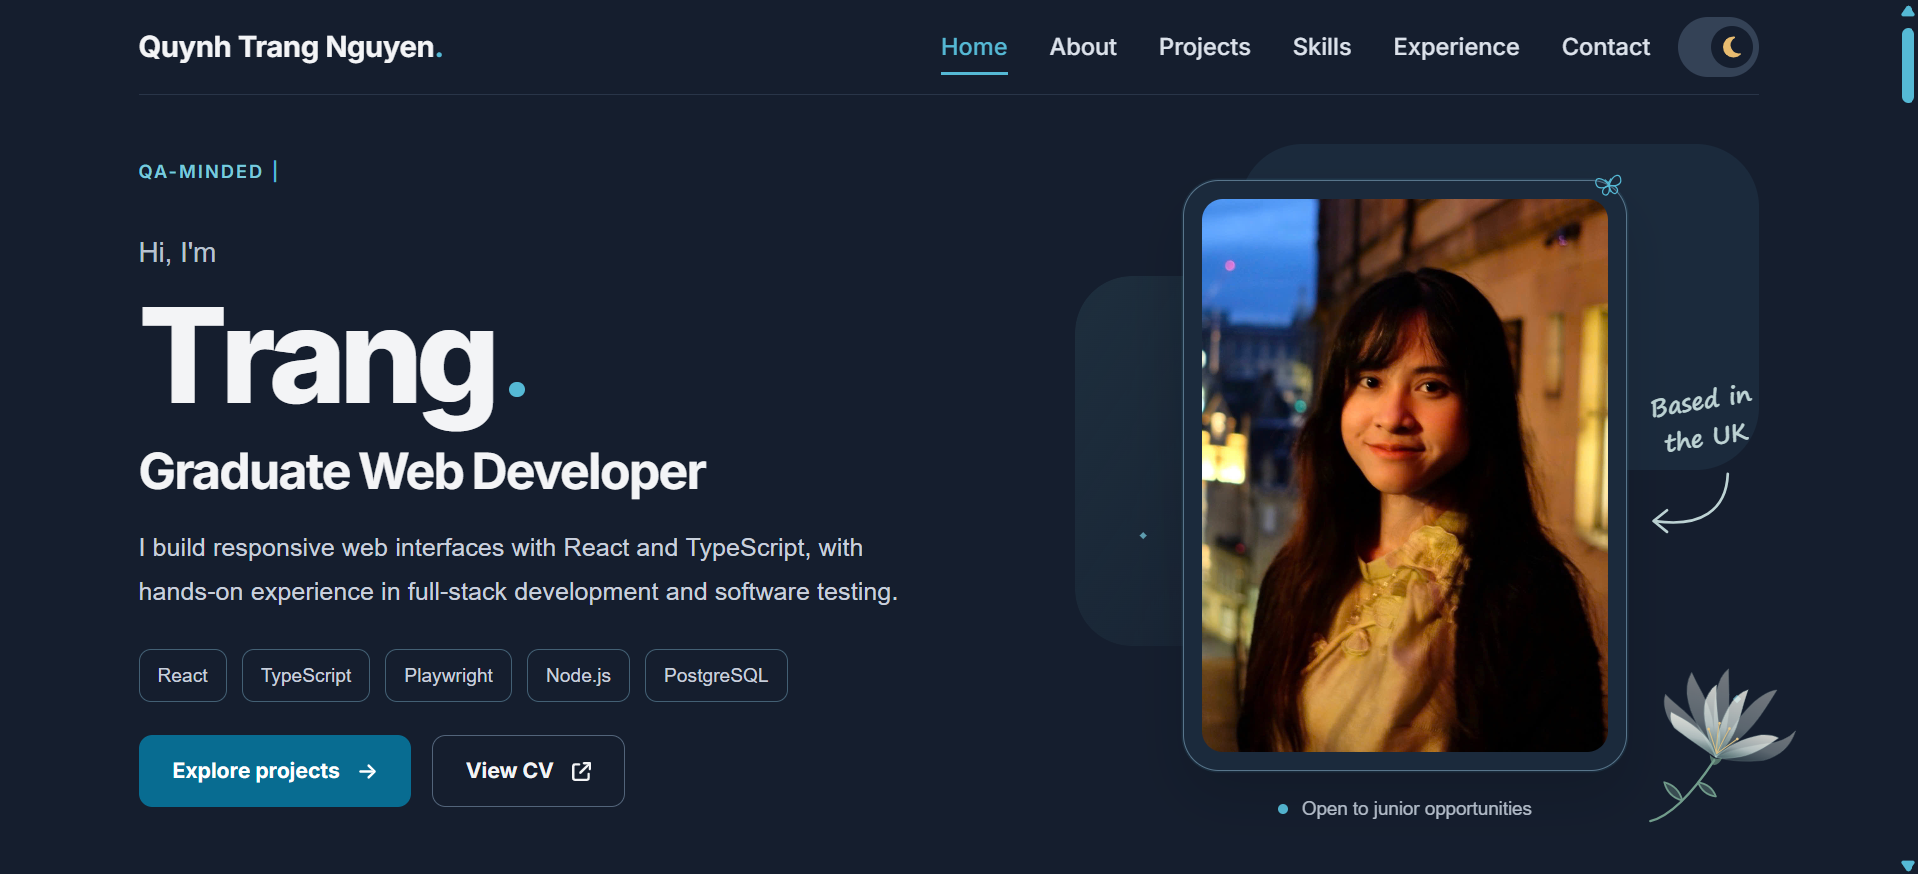 Quynh Trang Nguyen.
Home About Projects Skills Experience Contact
QA-MINDED
Hi, I'm
Trang.
Graduate Web Developer
I build responsive web interfaces with React and TypeScript, with
hands-on experience in full-stack development and software testing.
React TypeScript Playwright Node.js PostgreSQL
Explore projects → View CV
Based in
the UK
Open to junior opportunities